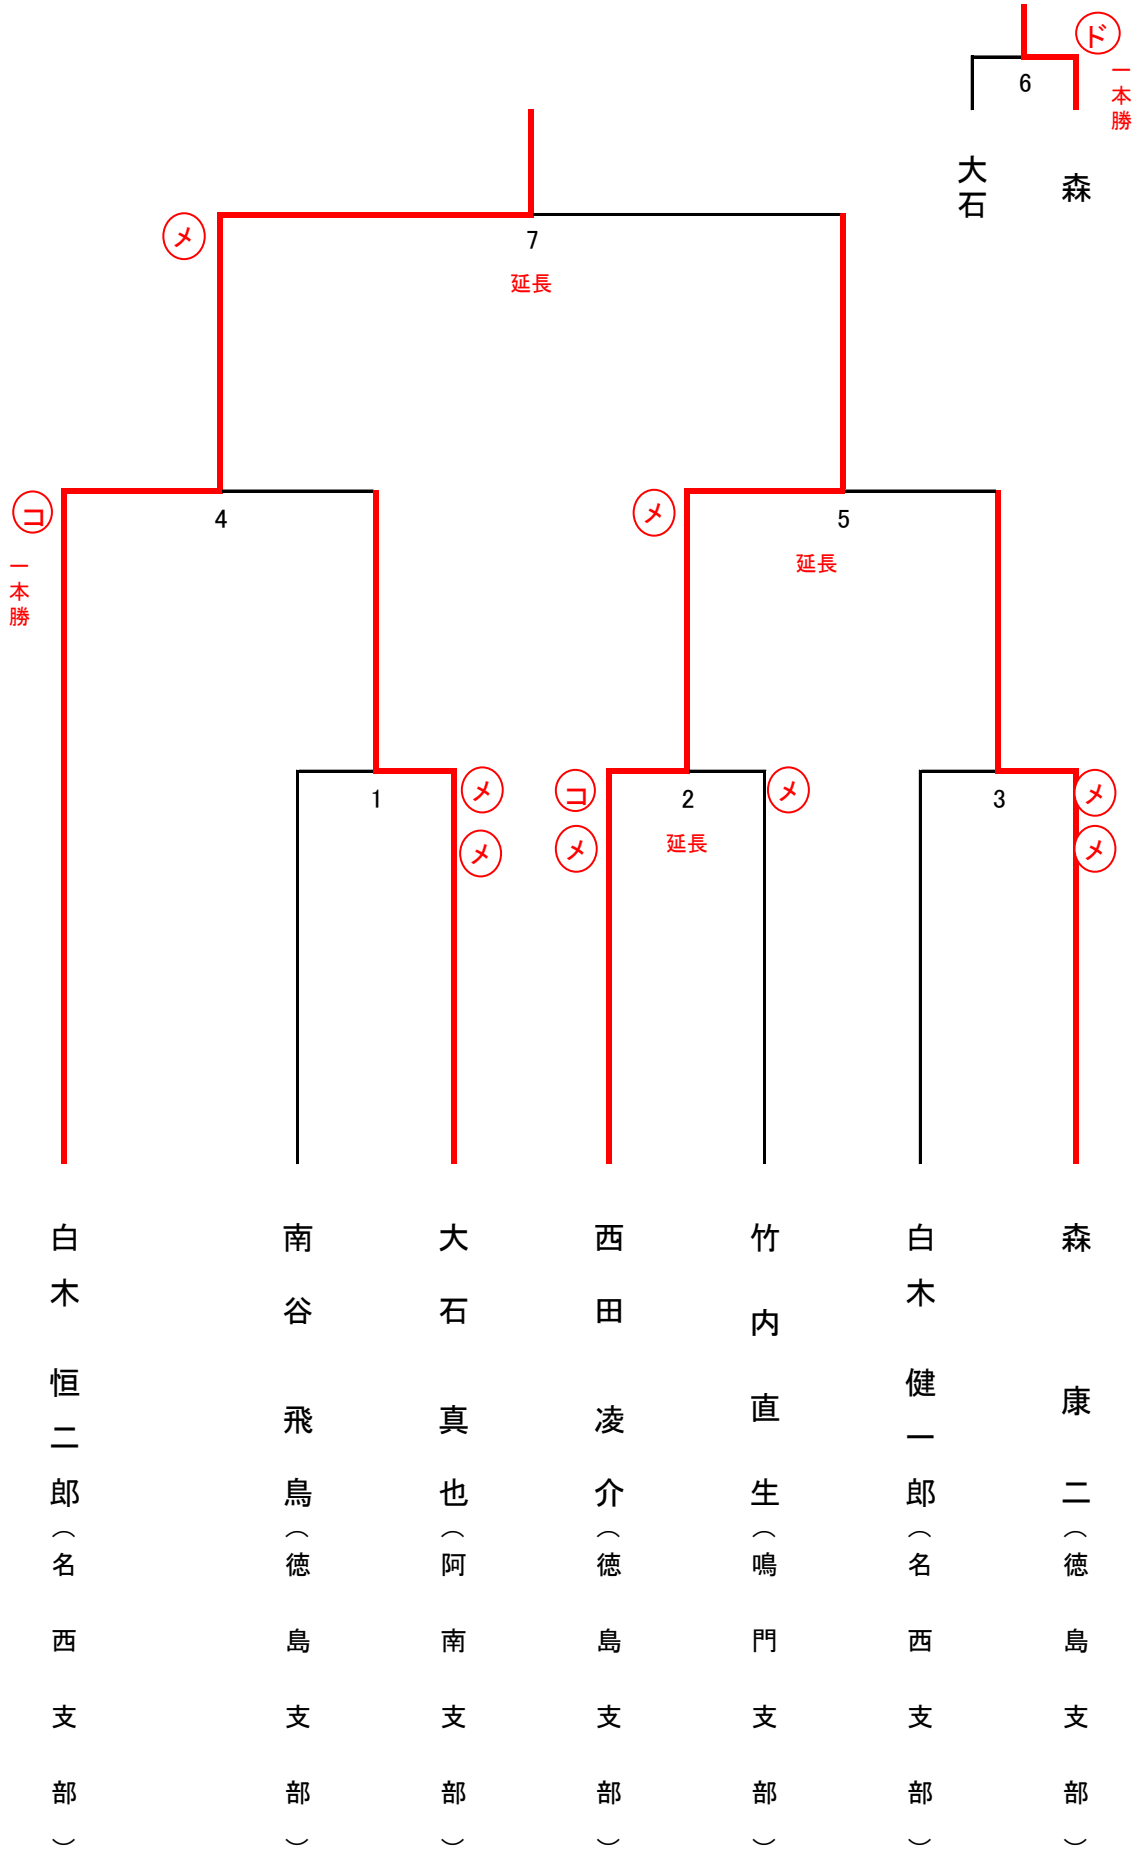 ド
一本勝
6
大石
森
メ
7
延長
コ
一本勝
4
メ
5
延長
1
メ
メ
コ
メ
2
延長
メ
3
メ
メ
白木 恒二郎（名西支部）
南谷 飛鳥（徳島支部）
大石 真也（阿南支部）
西田 凌介（徳島支部）
竹内 直生（鳴門支部）
白木 健一郎（名西支部）
森 康二（徳島支部）